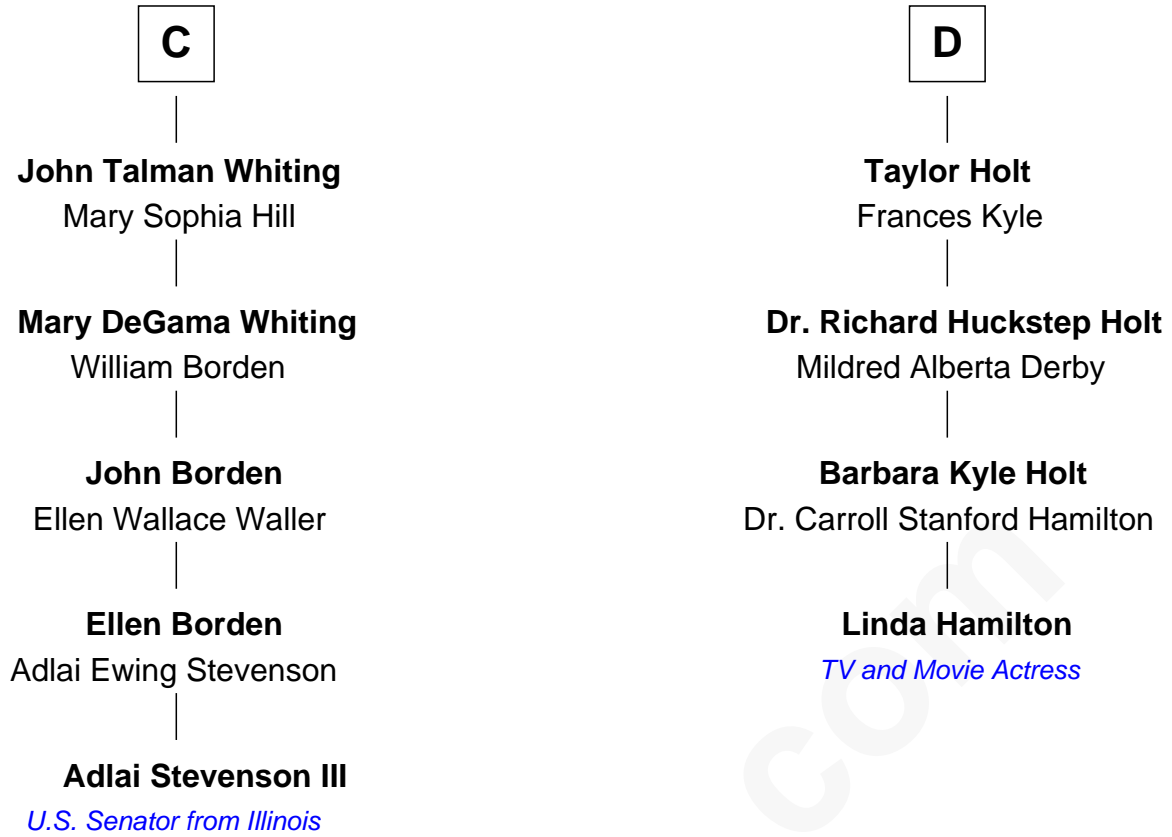 C
John Talman Whiting
Mary Sophia Hill
Mary DeGama Whiting
William Borden
John Borden
Ellen Wallace Waller
Ellen Borden
Adlai Ewing Stevenson
Adlai Stevenson III
U.S. Senator from Illinois
D
Taylor Holt
Frances Kyle
Dr. Richard Huckstep Holt
Mildred Alberta Derby
Barbara Kyle Holt
Dr. Carroll Stanford Hamilton
Linda Hamilton
TV and Movie Actress
com